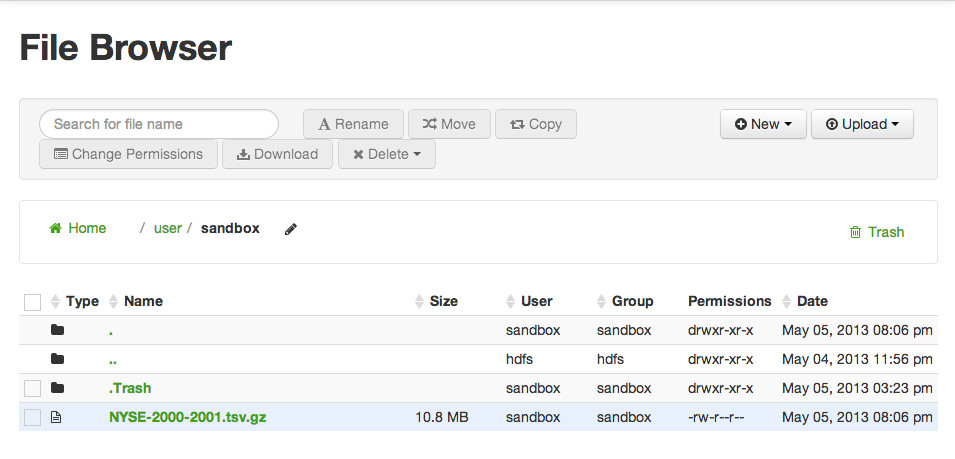 File Browser
Search for file name Rename Move Copy New Upload
Change Permissions Download Delete
Home / user / sandbox Trash
Type Name Size User Group Permissions Date
. sandbox sandbox drwxr-xr-x May 05, 2013 08:06 pm
.. hdfs hdfs drwxr-xr-x May 04, 2013 11:56 pm
.Trash sandbox sandbox drwxr-xr-x May 05, 2013 03:23 pm
NYSE-2000-2001.tsv.gz 10.8 MB sandbox sandbox -rw-r--r-- May 05, 2013 08:06 pm